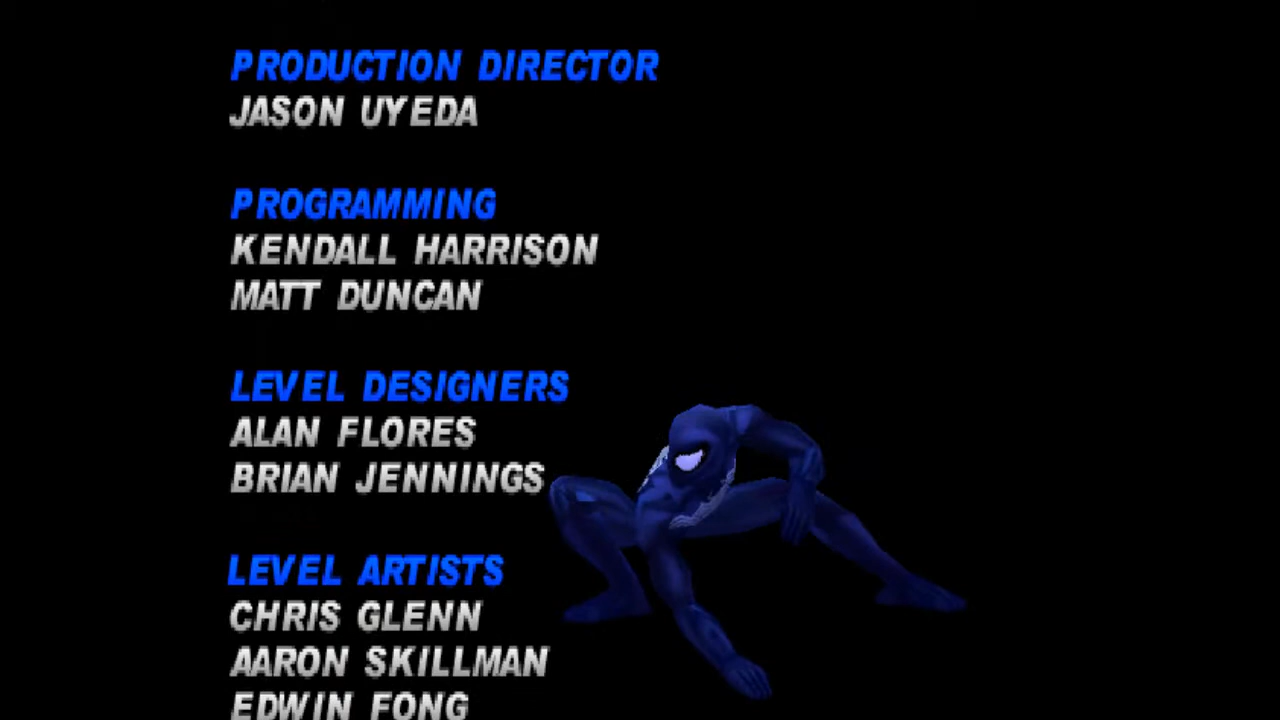 PRODUCTION DIRECTOR
JASON UYEDA
PROGRAMMING
KENDALL HARRISON
MATT DUNCAN
LEVEL DESIGNERS
ALAN FLORES
BRIAN JENNINGS
LEVEL ARTISTS
CHRIS GLENN
AARON SKILLMAN
EDWIN FONG